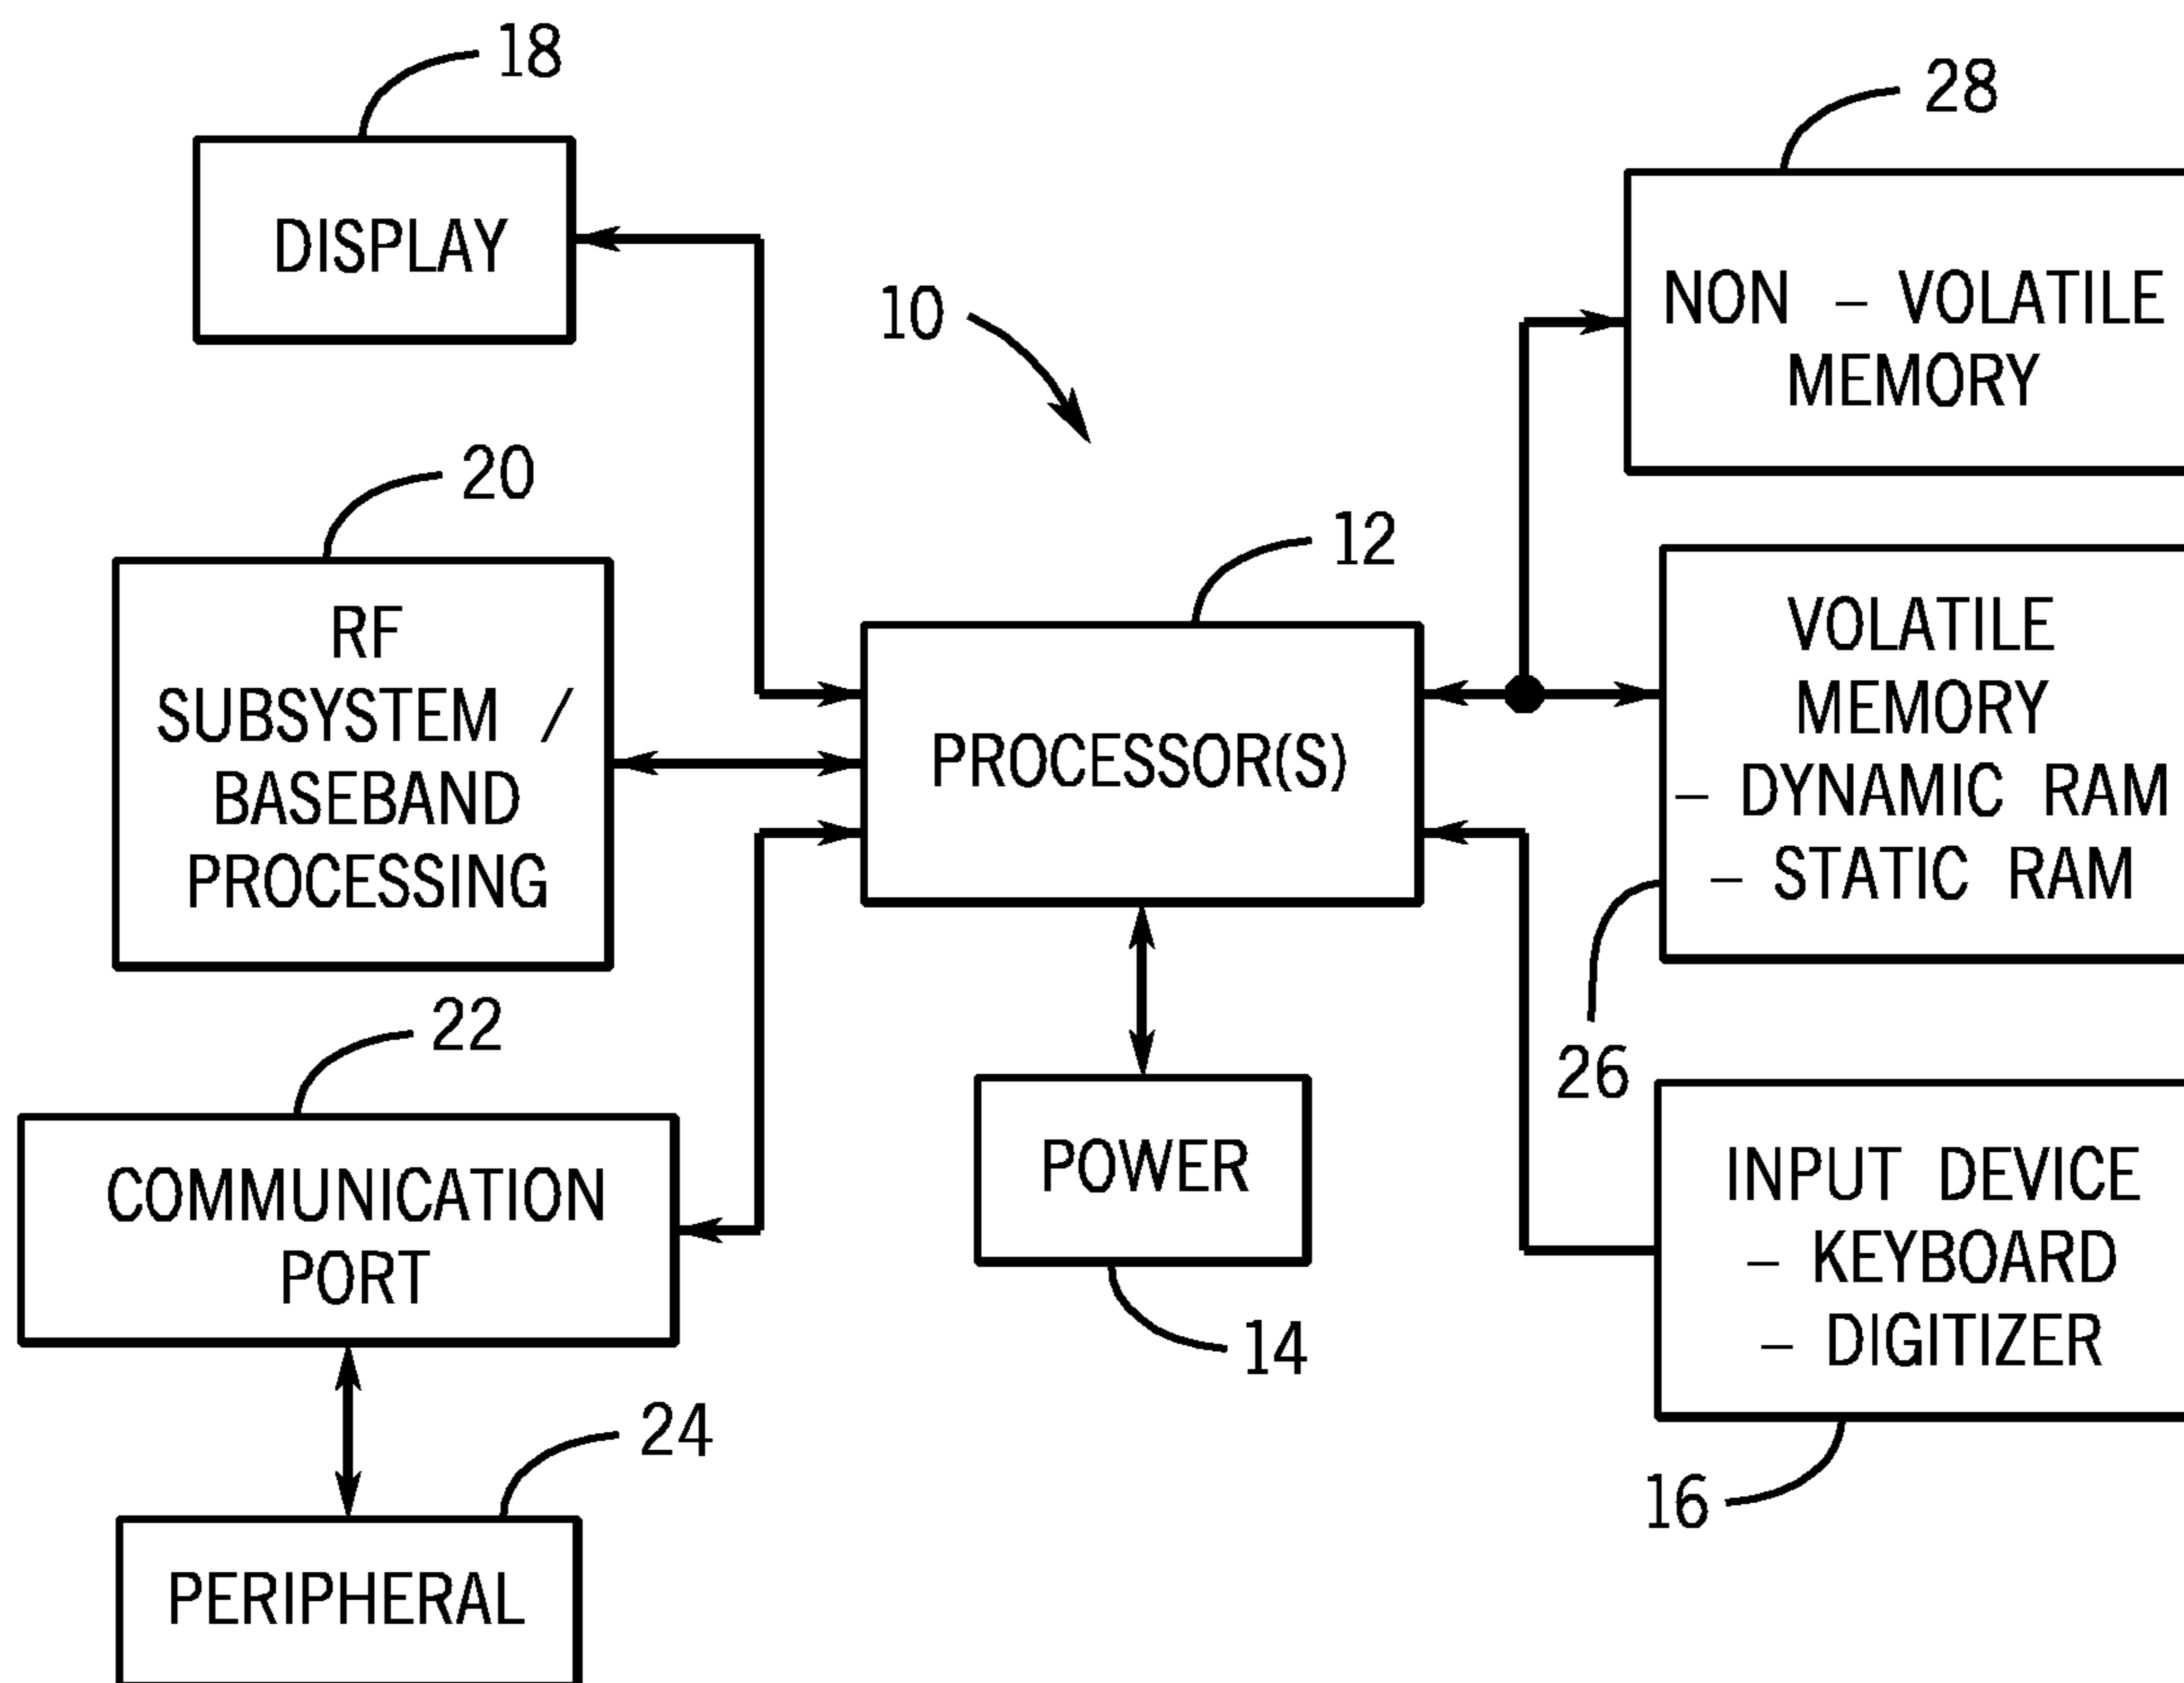 18
DISPLAY
28
NON – VOLATILE
MEMORY
10
20
RF
SUBSYSTEM /
BASEBAND
PROCESSING
12
PROCESSOR(S)
VOLATILE
MEMORY
– DYNAMIC RAM
– STATIC RAM
26
22
COMMUNICATION
PORT
POWER
14
INPUT DEVICE
– KEYBOARD
– DIGITIZER
16
24
PERIPHERAL